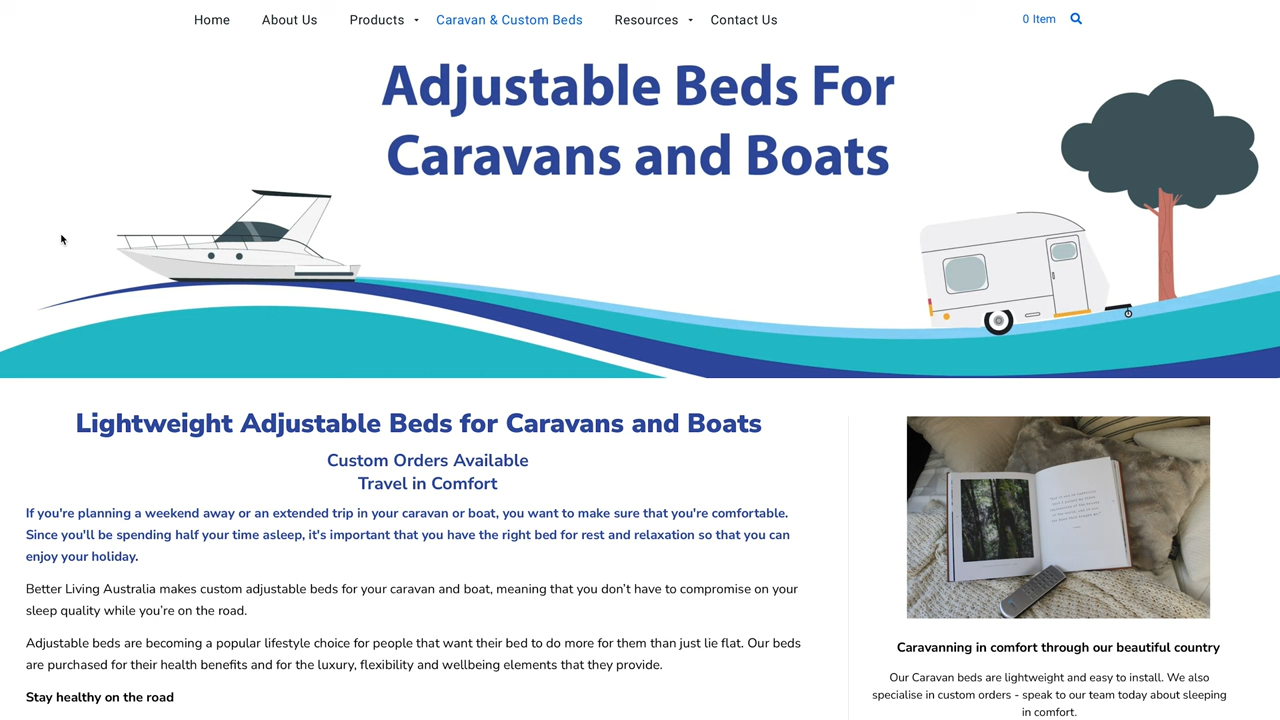 Home About Us Products Caravan & Custom Beds Resources Contact Us 0 Item
Adjustable Beds For
Caravans and Boats
Lightweight Adjustable Beds for Caravans and Boats
Custom Orders Available
Travel in Comfort
If you're planning a weekend away or an extended trip in your caravan or boat, you want to make sure that you're comfortable.
Since you'll be spending half your time asleep, it's important that you have the right bed for rest and relaxation so that you can
enjoy your holiday.
Better Living Australia makes custom adjustable beds for your caravan and boat, meaning that you don’t have to compromise on your
sleep quality while you’re on the road.
Adjustable beds are becoming a popular lifestyle choice for people that want their bed to do more for them than just lie flat. Our beds
are purchased for their health benefits and for the luxury, flexibility and wellbeing elements that they provide.
Stay healthy on the road
Caravanning in comfort through our beautiful country
Our Caravan beds are lightweight and easy to install. We also
specialise in custom orders - speak to our team today about sleeping
in comfort.